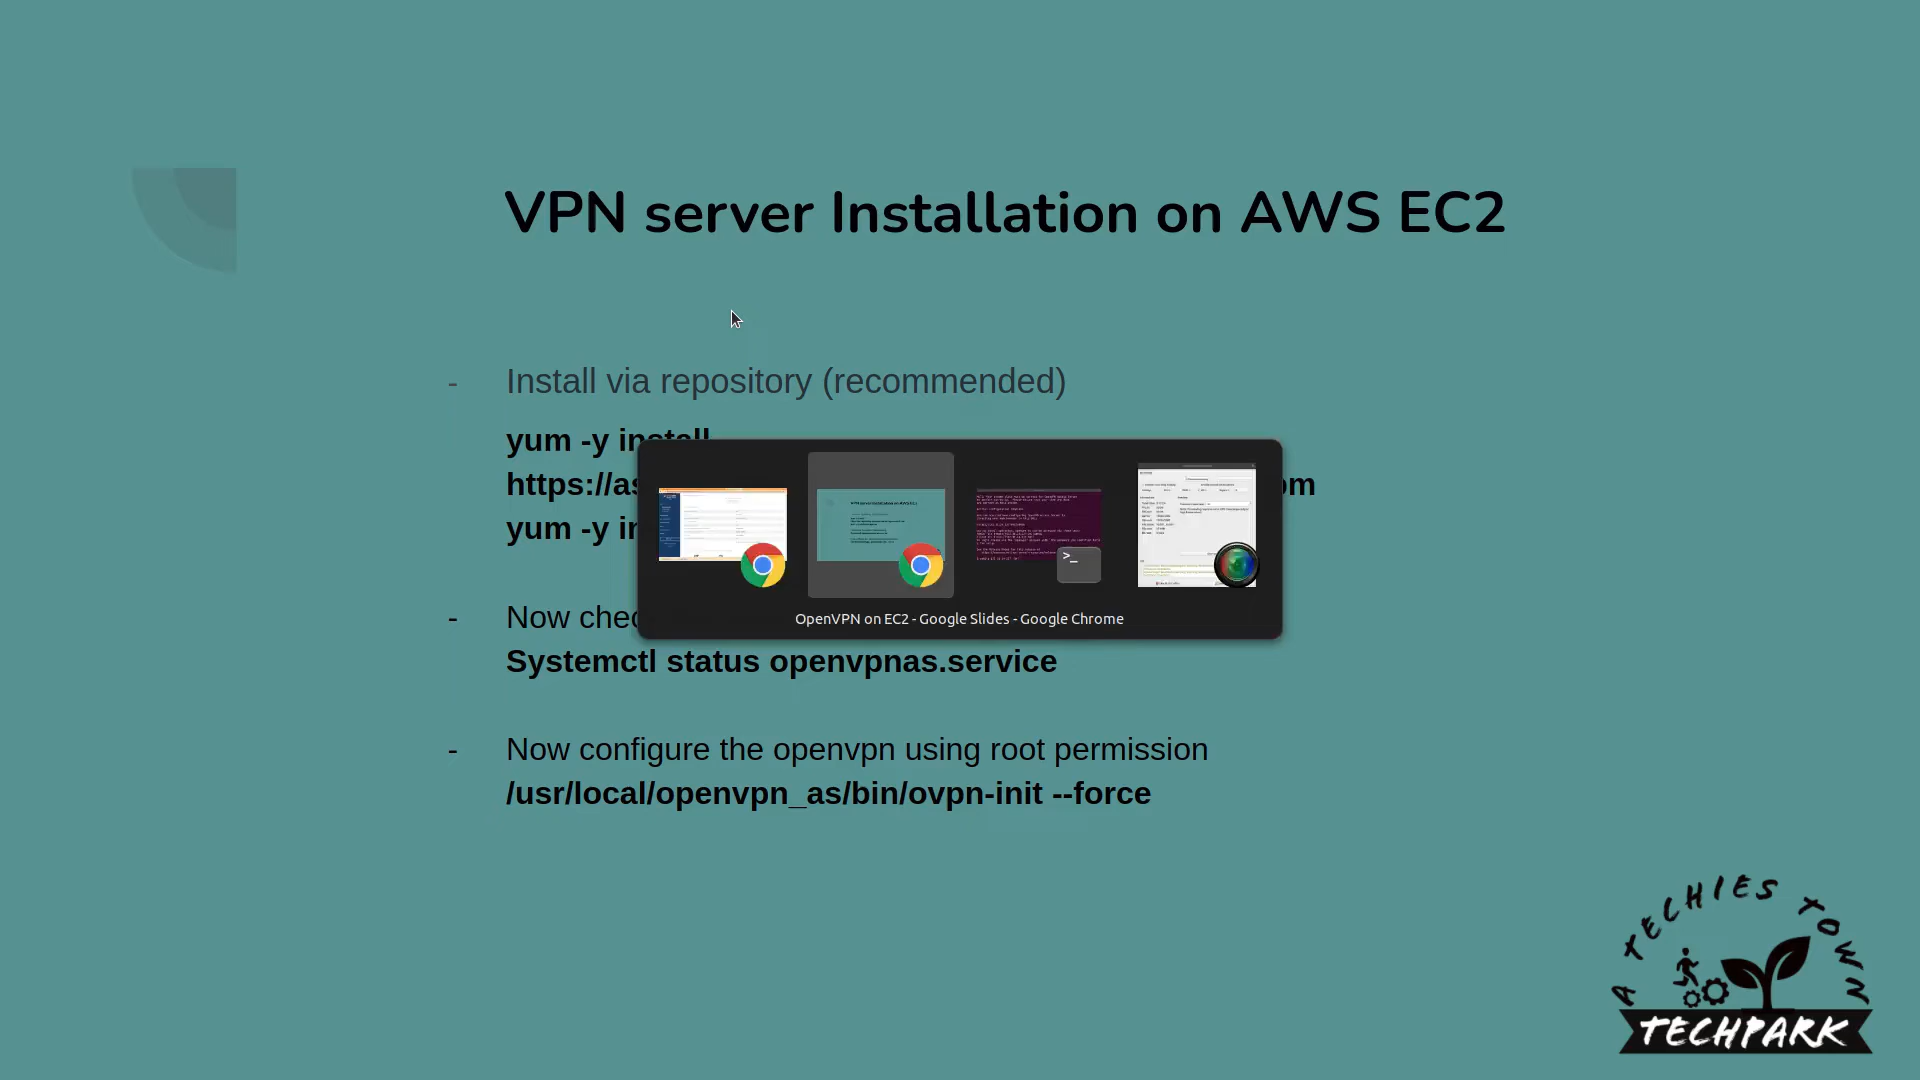 VPN server Installation on AWS EC2
- Install via repository (recommended)
yum -y install
https://as
yum -y in
- Now chec
Systemctl status openvpnas.service
- Now configure the openvpn using root permission
/usr/local/openvpn_as/bin/ovpn-init --force
OpenVPN on EC2 - Google Slides - Google Chrome
>_
A TECHIES TOWN
TECHPARK